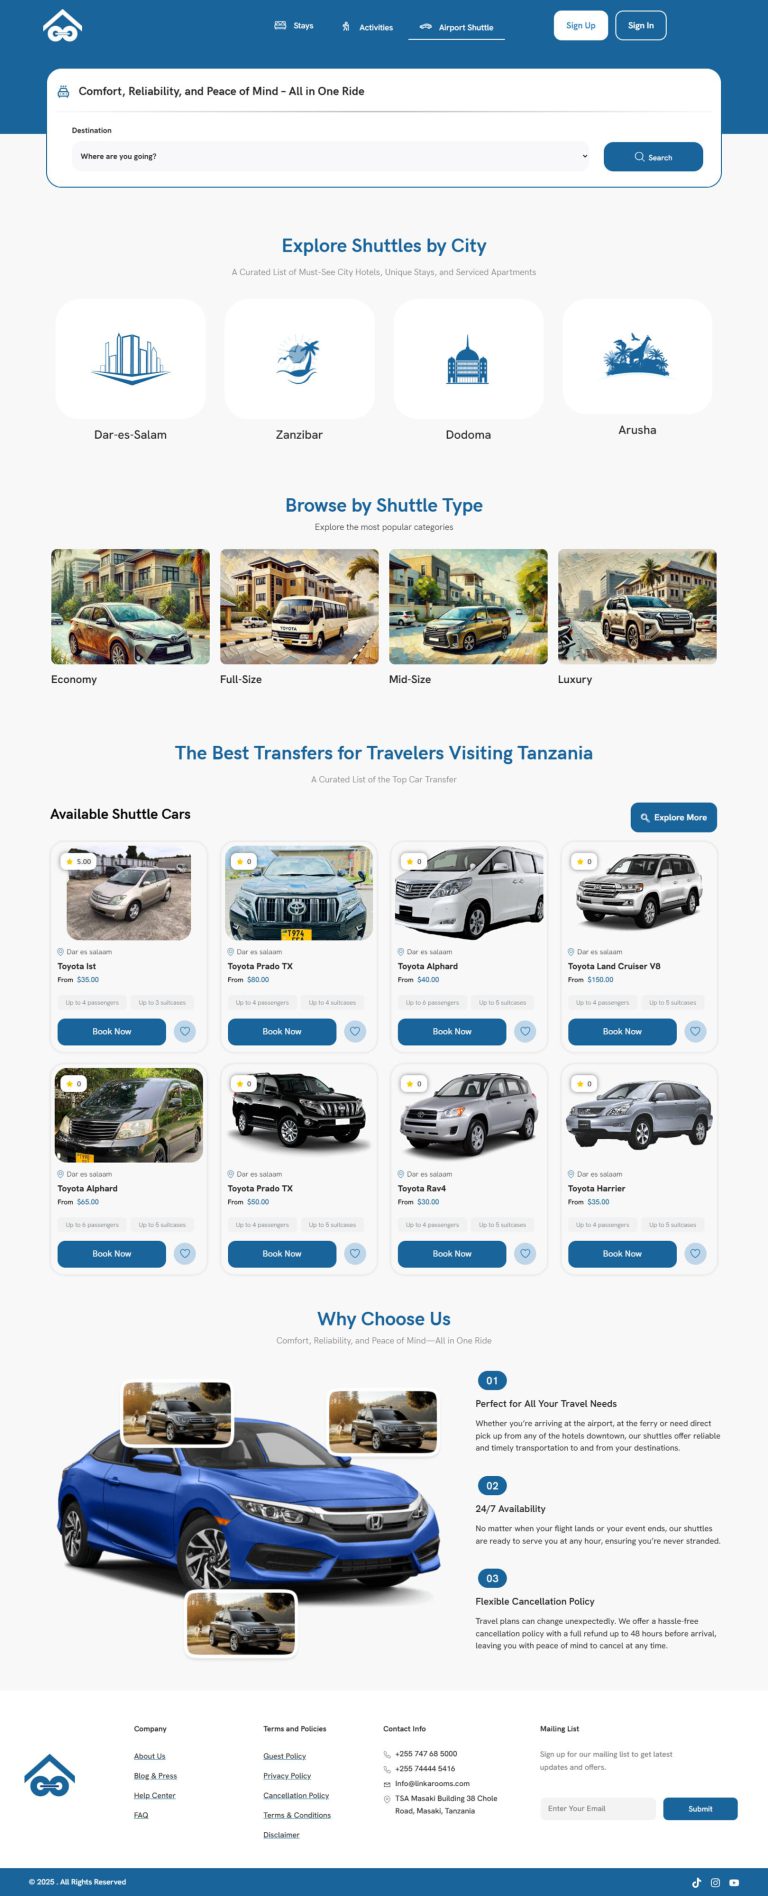 Stays
Activities
Airport Shuttle
Sign Up
Sign In
Comfort, Reliability, and Peace of Mind – All in One Ride
Destination
Where are you going?
Search
Explore Shuttles by City
A Curated List of Must-See City Hotels, Unique Stays, and Serviced Apartments
Dar-es-Salam
Zanzibar
Dodoma
Arusha
Browse by Shuttle Type
Explore the most popular categories
TOYOTA
Economy
Full-Size
Mid-Size
Luxury
The Best Transfers for Travelers Visiting Tanzania
A Curated List of the Top Car Transfer
Available Shuttle Cars
Explore More
5.00
Dar es salaam
Toyota Ist
From $35.00
Up to 4 passengers
Up to 3 suitcases
Book Now
0
T974
Dar es salaam
Toyota Prado TX
From $80.00
Up to 4 passengers
Up to 4 suitcases
Book Now
0
Dar es salaam
Toyota Alphard
From $40.00
Up to 6 passengers
Up to 5 suitcases
Book Now
0
Dar es salaam
Toyota Land Cruiser V8
From $150.00
Up to 4 passengers
Up to 5 suitcases
Book Now
0
Dar es salaam
Toyota Alphard
From $65.00
Up to 6 passengers
Up to 5 suitcases
Book Now
0
Dar es salaam
Toyota Prado TX
From $50.00
Up to 4 passengers
Up to 5 suitcases
Book Now
0
Dar es salaam
Toyota Rav4
From $30.00
Up to 4 passengers
Up to 5 suitcases
Book Now
0
Dar es salaam
Toyota Harrier
From $35.00
Up to 4 passengers
Up to 5 suitcases
Book Now
Why Choose Us
Comfort, Reliability, and Peace of Mind—All in One Ride
01
Perfect for All Your Travel Needs
Whether you're arriving at the airport, at the ferry or need direct
pick up from any of the hotels downtown, our shuttles offer reliable
and timely transportation to and from your destinations.
02
24/7 Availability
No matter when your flight lands or your event ends, our shuttles
are ready to serve you at any hour, ensuring you're never stranded.
03
Flexible Cancellation Policy
Travel plans can change unexpectedly. We offer a hassle-free
cancellation policy with a full refund up to 48 hours before arrival,
leaving you with peace of mind to cancel at any time.
Company
About Us
Blog & Press
Help Center
FAQ
Terms and Policies
Guest Policy
Privacy Policy
Cancellation Policy
Terms & Conditions
Disclaimer
Contact Info
+255 747 68 5000
+255 74444 5416
Info@linkarooms.com
TSA Masaki Building 38 Chole
Road, Masaki, Tanzania
Mailing List
Sign up for our mailing list to get latest
updates and offers.
Enter Your Email
Submit
© 2025 . All Rights Reserved